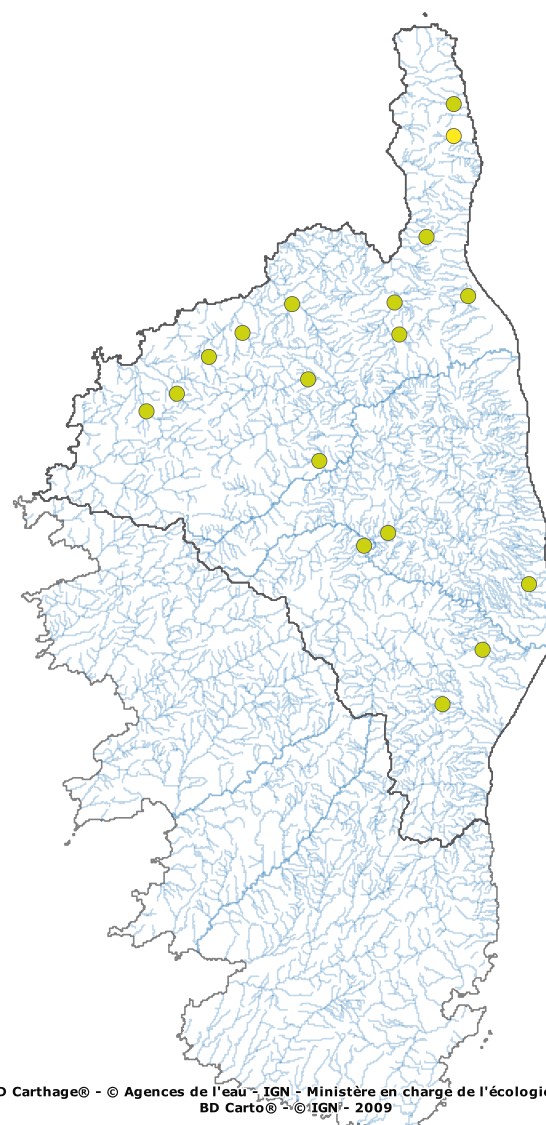 D Carthage® - © Agences de l'eau - IGN - Ministère en charge de l'écologie
BD Carto® - © IGN - 2009